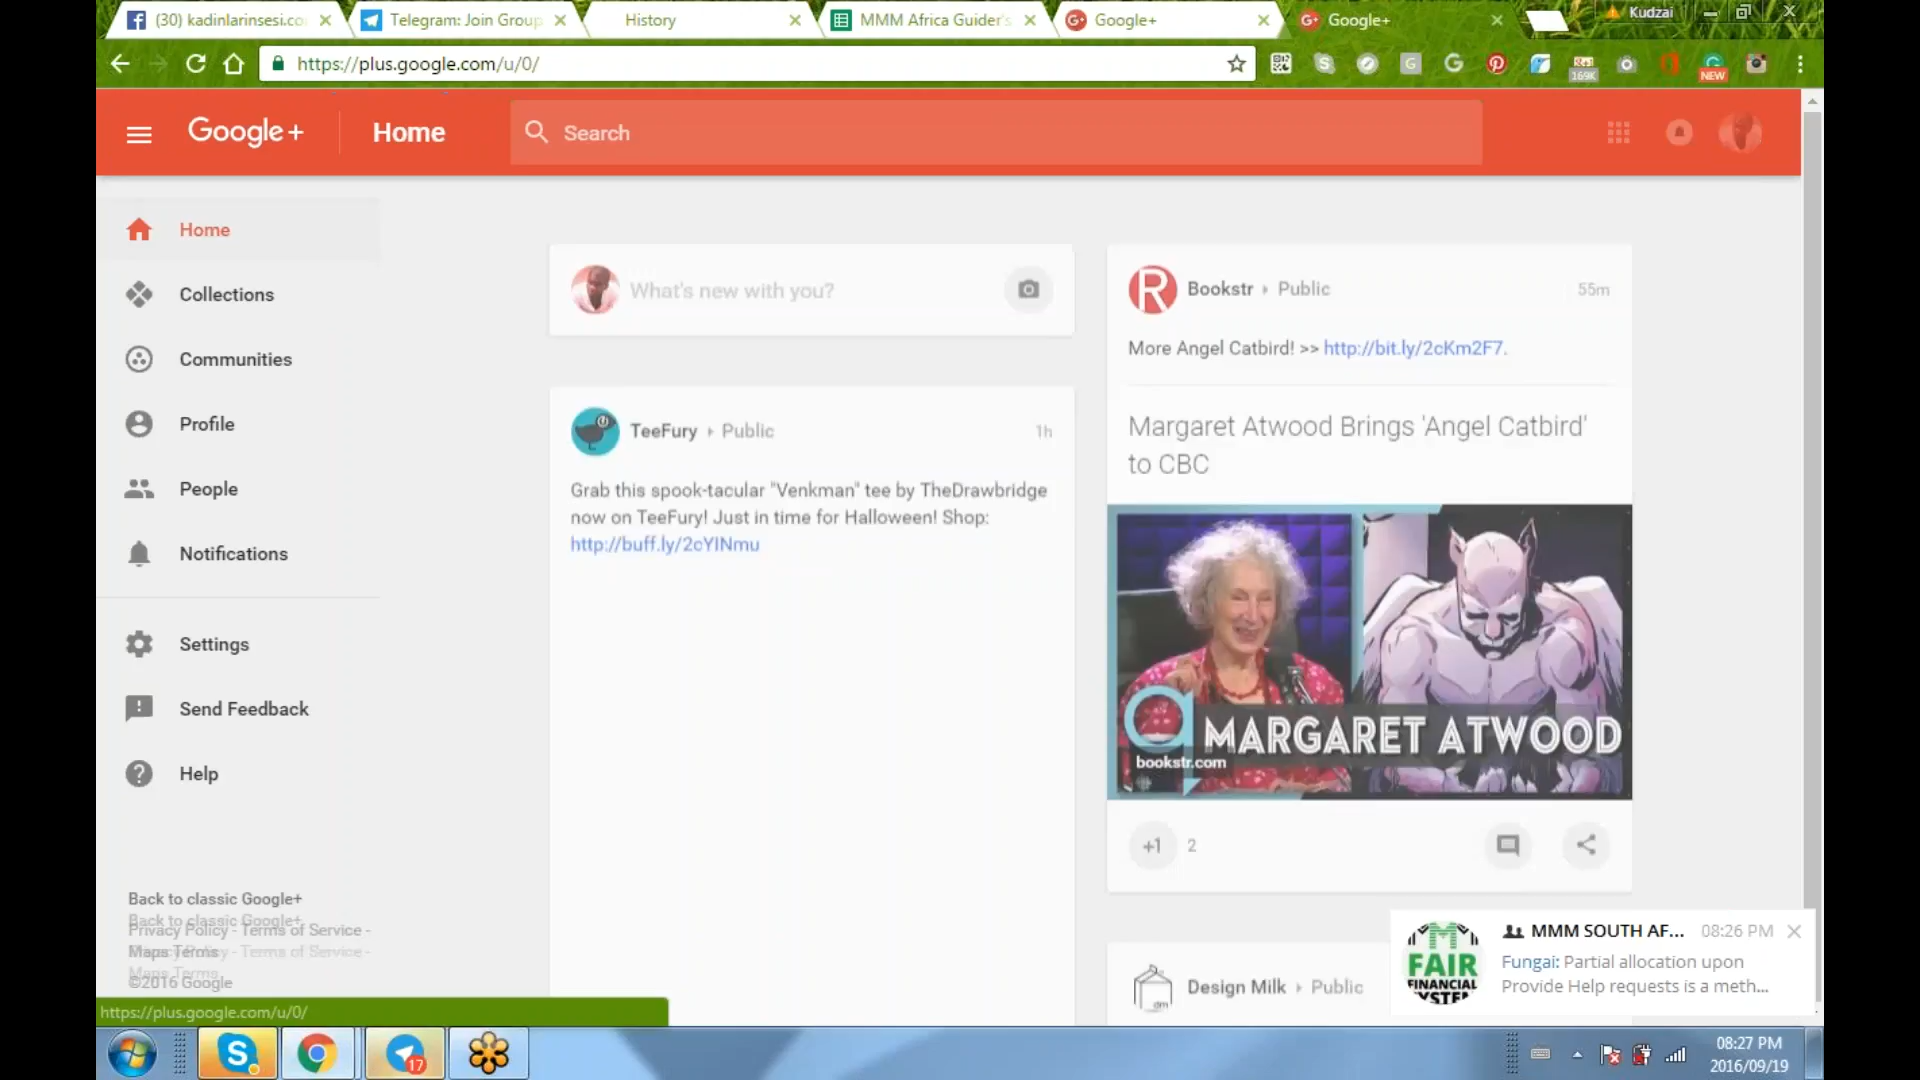 (30) kadinlarinsesi.co
Telegram: Join Group
History
MMM Africa Guider's
Google+
Google+
Kudzai
https://plus.google.com/u/0/
169K
NEW
Google+
Home
Search
Home
Collections
Communities
Profile
People
Notifications
Settings
Send Feedback
Help
Back to classic Google+
Back to classic Google+
Privacy Policy - Terms of Service -
Maps Terms
Privacy Policy - Terms of Service -
Maps Terms
©2016 Google
https://plus.google.com/u/0/
What's new with you?
TeeFury Public
1h
Grab this spook-tacular "Venkman" tee by TheDrawbridge
now on TeeFury! Just in time for Halloween! Shop:
http://buff.ly/2cYINmu
Bookstr Public
55m
More Angel Catbird! >> http://bit.ly/2cKm2F7.
Margaret Atwood Brings 'Angel Catbird'
to CBC
MARGARET ATWOOD
bookstr.com
+1 2
dm
Design Milk Public
M
FAIR
FINANCIAL
SYSTEM
MMM SOUTH AF... 08:26 PM
Fungai: Partial allocation upon
Provide Help requests is a meth...
17
08:27 PM
2016/09/19